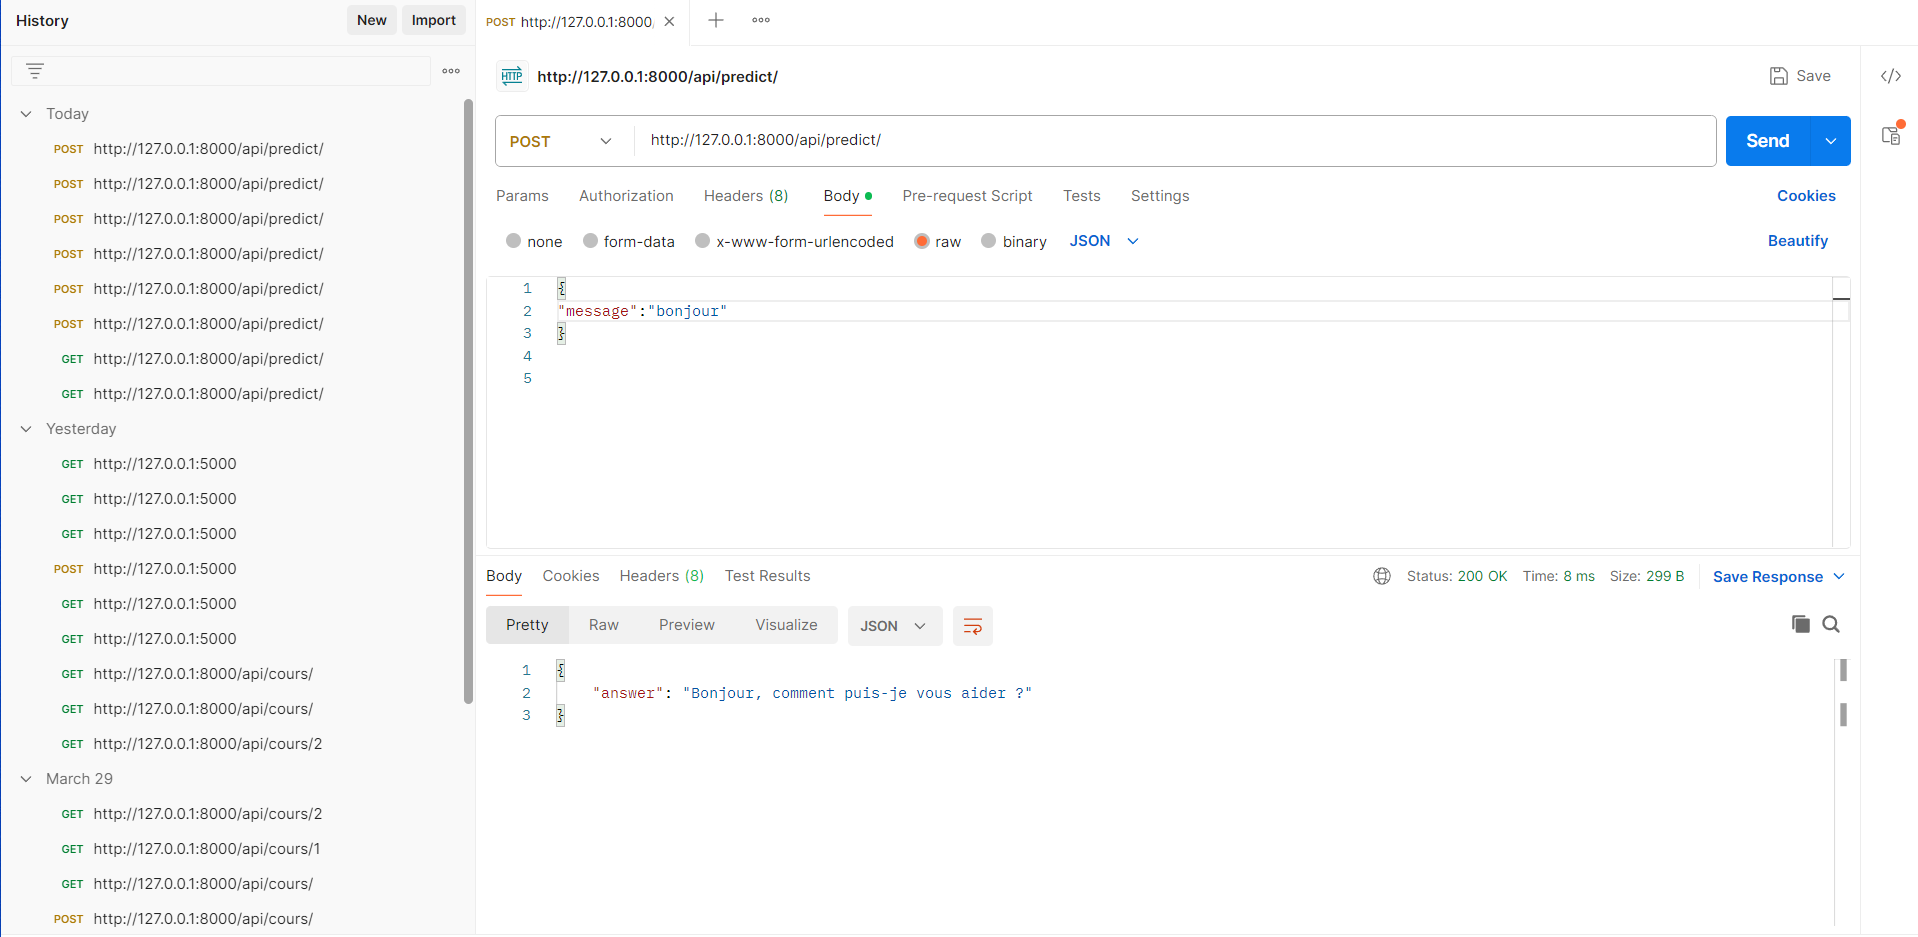 History
New
Import
Today
POST http://127.0.0.1:8000/api/predict/
POST http://127.0.0.1:8000/api/predict/
POST http://127.0.0.1:8000/api/predict/
POST http://127.0.0.1:8000/api/predict/
POST http://127.0.0.1:8000/api/predict/
POST http://127.0.0.1:8000/api/predict/
GET http://127.0.0.1:8000/api/predict/
GET http://127.0.0.1:8000/api/predict/
Yesterday
GET http://127.0.0.1:5000
GET http://127.0.0.1:5000
GET http://127.0.0.1:5000
POST http://127.0.0.1:5000
GET http://127.0.0.1:5000
GET http://127.0.0.1:5000
GET http://127.0.0.1:8000/api/cours/
GET http://127.0.0.1:8000/api/cours/
GET http://127.0.0.1:8000/api/cours/2
March 29
GET http://127.0.0.1:8000/api/cours/2
GET http://127.0.0.1:8000/api/cours/1
GET http://127.0.0.1:8000/api/cours/
POST http://127.0.0.1:8000/api/cours/
POST http://127.0.0.1:8000/
HTTP http://127.0.0.1:8000/api/predict/
Save
</>
POST http://127.0.0.1:8000/api/predict/
Send
Params Authorization Headers (8) Body Pre-request Script Tests Settings
Cookies
none form-data x-www-form-urlencoded raw binary JSON
Beautify
1 {
2 "message":"bonjour"
3 }
4
5
Body Cookies Headers (8) Test Results
Status: 200 OK Time: 8 ms Size: 299 B
Save Response
Pretty Raw Preview Visualize JSON
1 {
2 "answer": "Bonjour, comment puis-je vous aider ?"
3 }